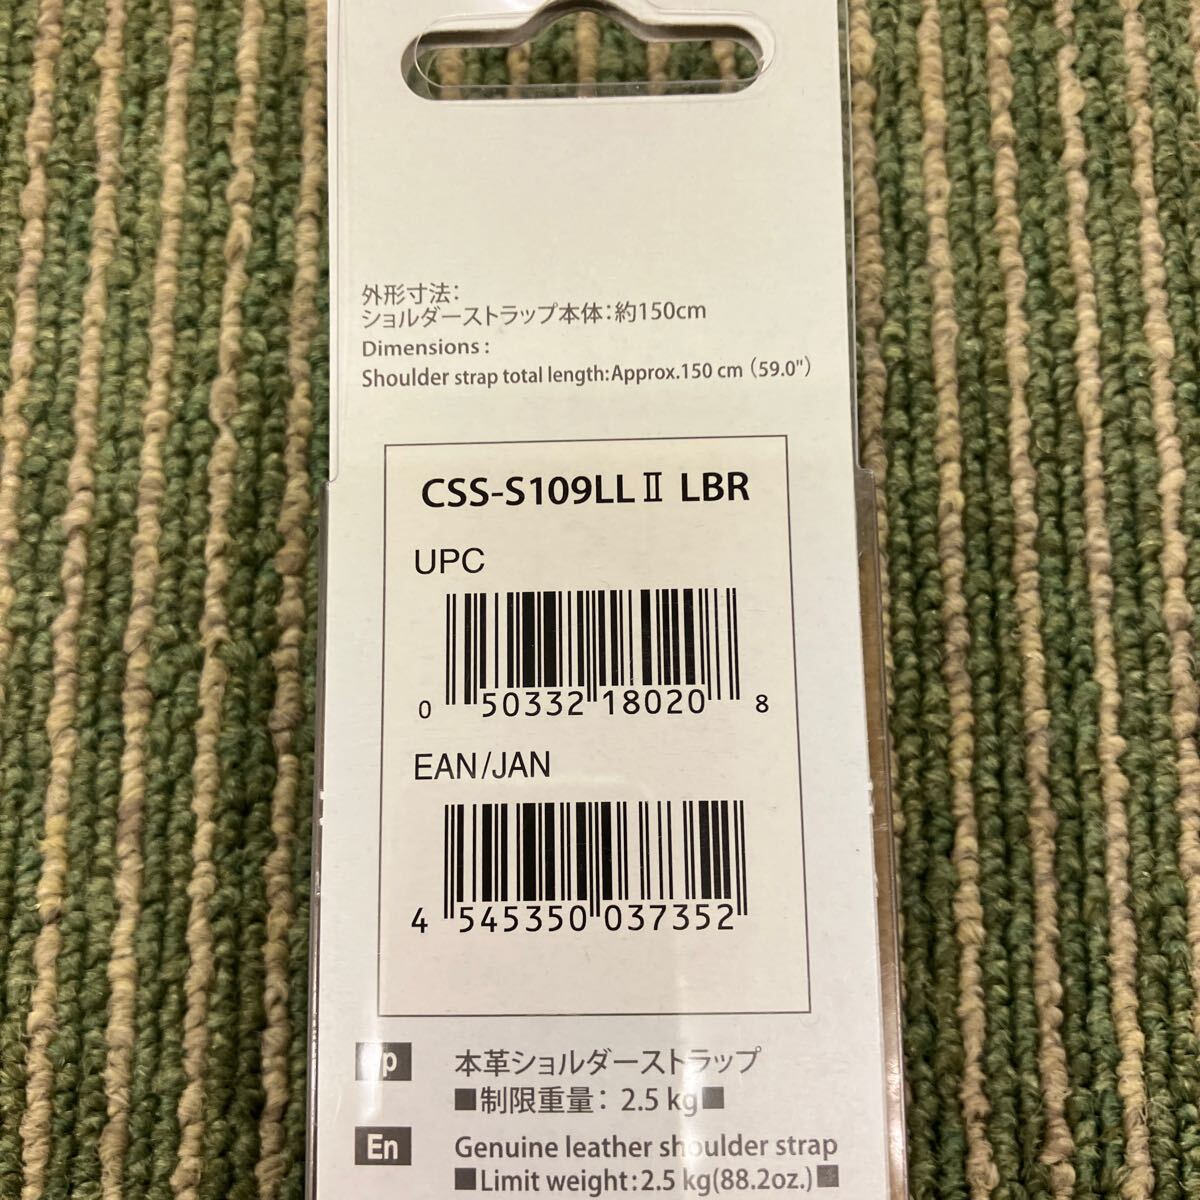 外形寸法：
ショルダーストラップ本体：約150cm
Dimensions :
Shoulder strap total length:Approx.150 cm （59.0"）
CSS-S109LLⅡ LBR
UPC
0 50332 18020 8
EAN/JAN
4 545350 037352
Jp 本革ショルダーストラップ
■制限重量： 2.5 kg■
En Genuine leather shoulder strap
■Limit weight:2.5 kg(88.2oz.)■